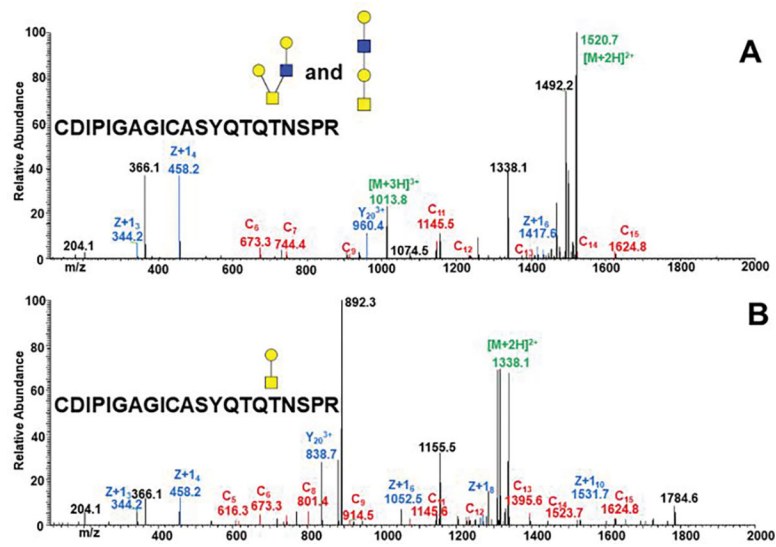 A
and
CDIPIGAGICASYQTQTNSPR
Relative Abundance
100
80
60
40
20
0
204.1
Z+1₃
344.2
366.1
Z+1₄
458.2
C₆
673.3
C₇
744.4
C₉
Y₂₀³⁺
960.4
[M+3H]³⁺
1013.8
1074.5
C₁₁
1145.5
C₁₂
1338.1
C₁₃
Z+1₆
1417.6
1492.2
1520.7
[M+2H]²⁺
C₁₄
C₁₅
1624.8
m/z
400 600 800 1000 1200 1400 1600 1800 2000
B
CDIPIGAGICASYQTQTNSPR
Relative Abundance
100
80
60
40
20
0
204.1
Z+1₃
344.2
366.1
Z+1₄
458.2
C₅
616.3
C₆
673.3
C₈
801.4
Y₂₀³⁺
838.7
892.3
C₉
914.5
Z+1₆
1052.5
1155.5
C₁₁
1145.6
C₁₂
Z+1₈
[M+2H]²⁺
1338.1
C₁₃
1395.6
C₁₄
1523.7
Z+1₁₀
1531.7
C₁₅
1624.8
1784.6
m/z
400 600 800 1000 1200 1400 1600 1800 2000